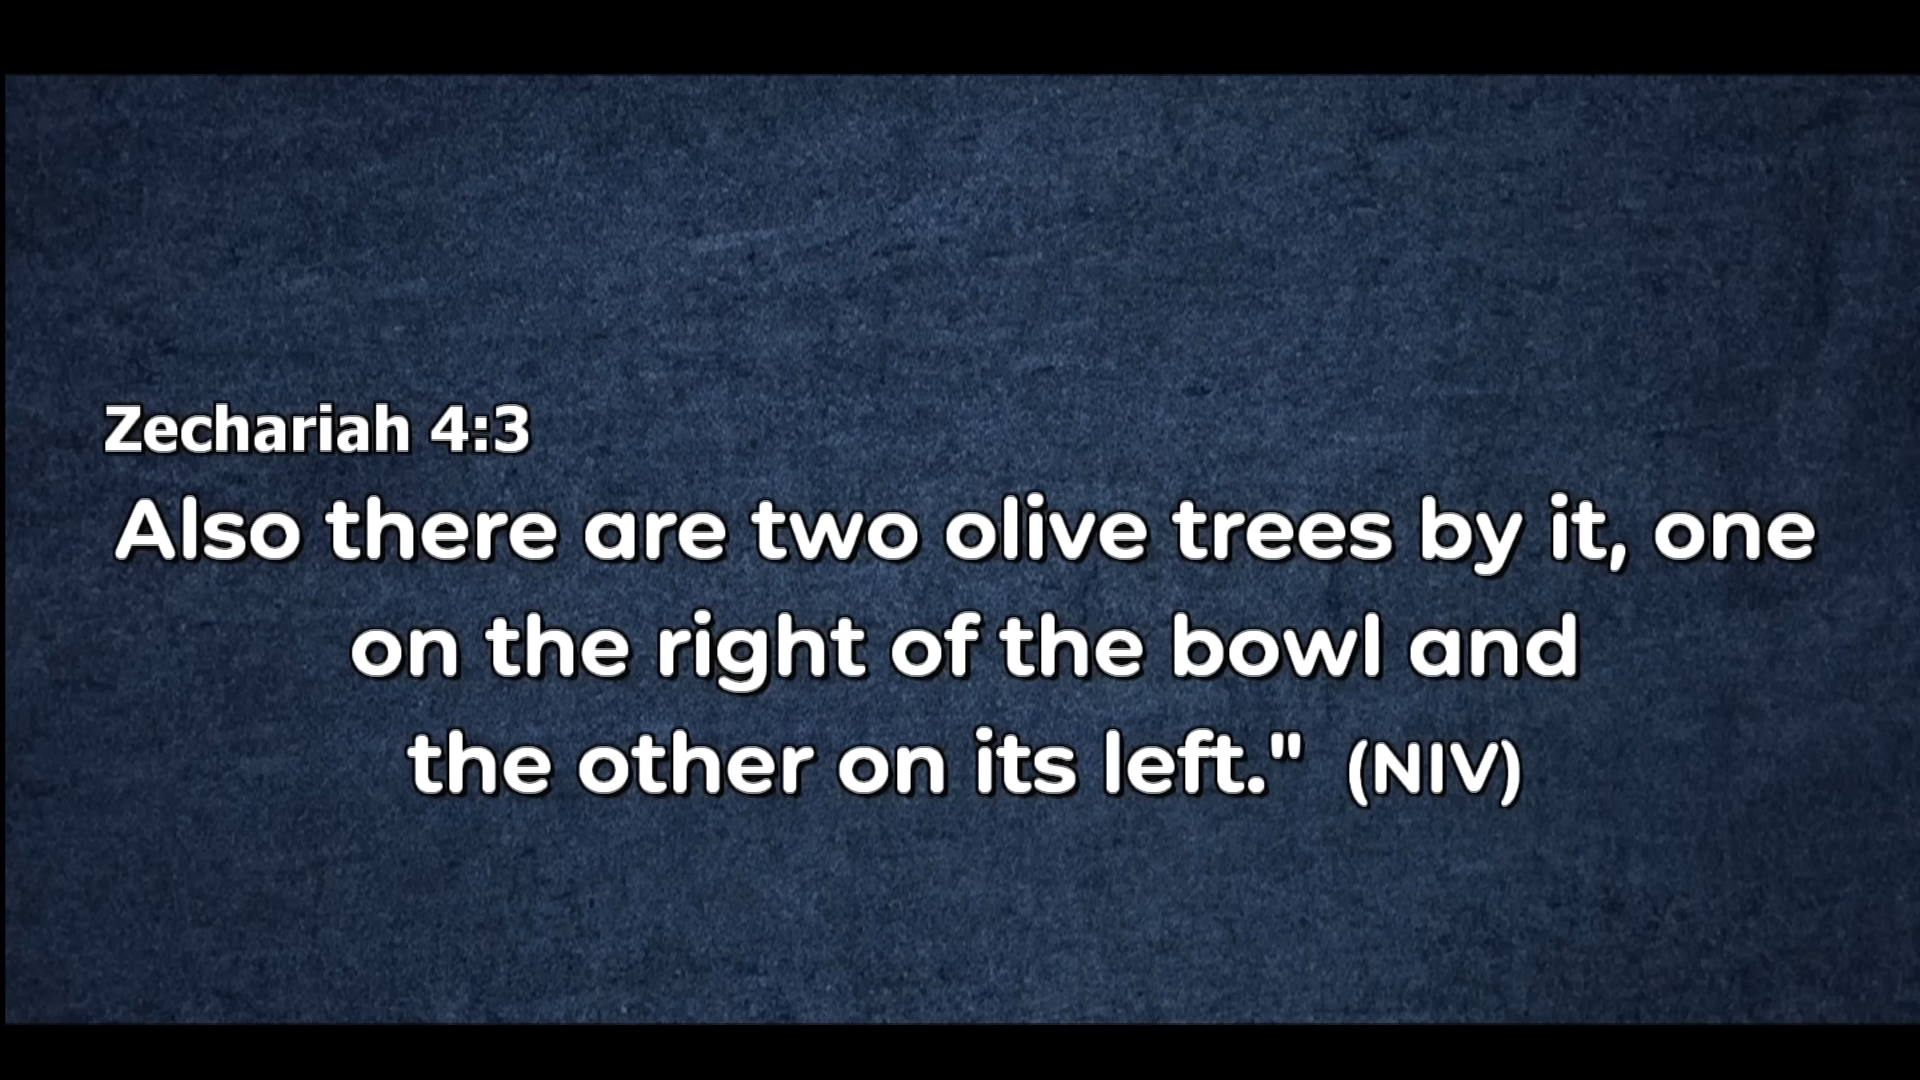 Zechariah 4:3
Also there are two olive trees by it, one
on the right of the bowl and
the other on its left." (NIV)